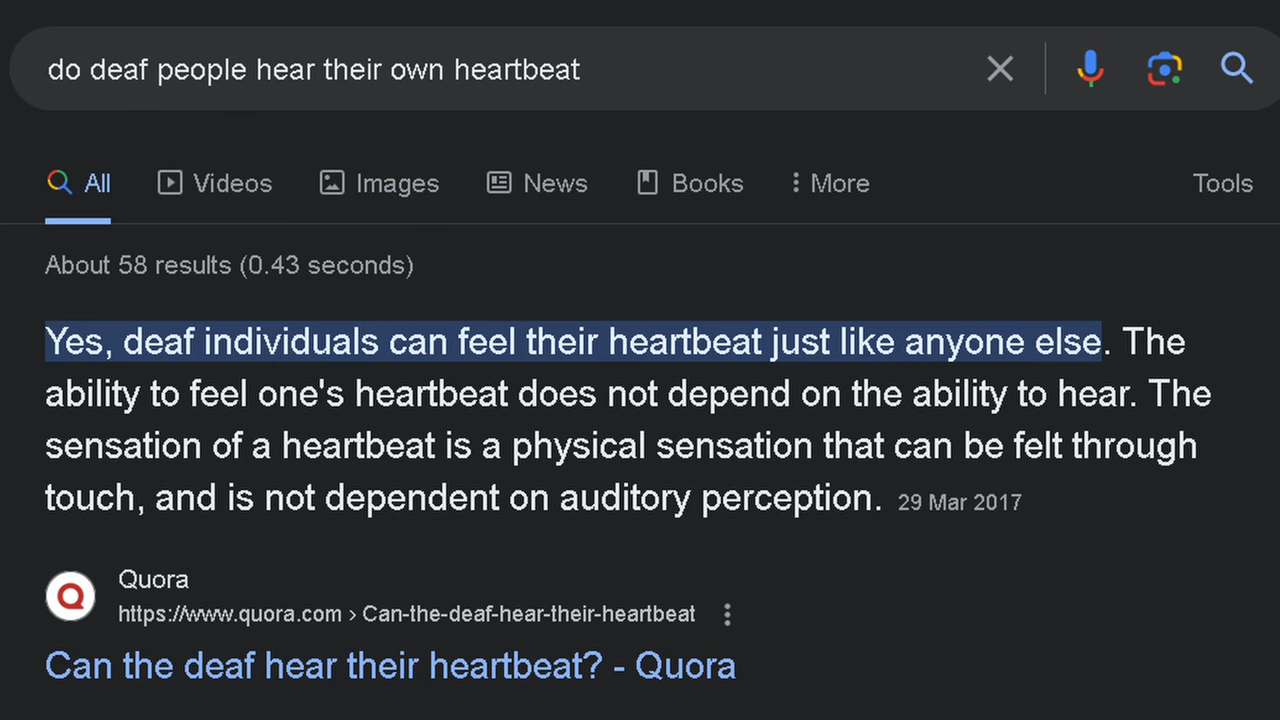 do deaf people hear their own heartbeat
All Videos Images News Books More Tools
About 58 results (0.43 seconds)
Yes, deaf individuals can feel their heartbeat just like anyone else. The
ability to feel one's heartbeat does not depend on the ability to hear. The
sensation of a heartbeat is a physical sensation that can be felt through
touch, and is not dependent on auditory perception. 29 Mar 2017
Quora
https://www.quora.com › Can-the-deaf-hear-their-heartbeat
Can the deaf hear their heartbeat? - Quora